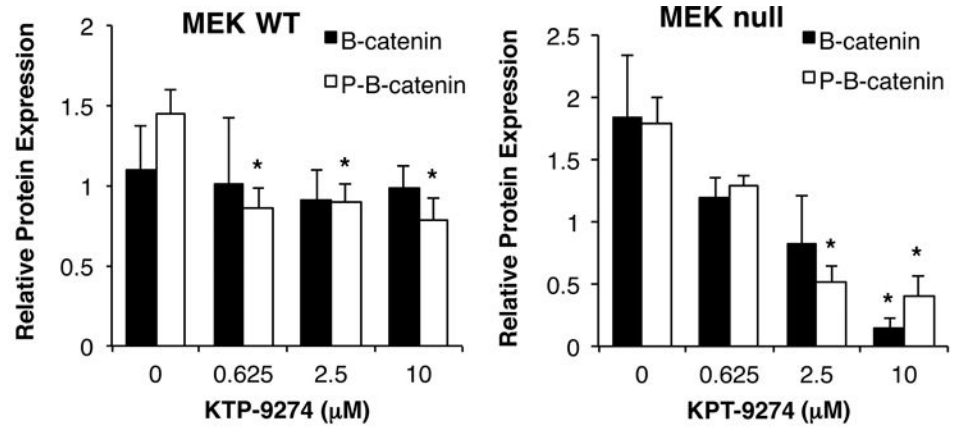 MEK WT
B-catenin
P-B-catenin
Relative Protein Expression
2
1.5
1
0.5
0
*
*
*
0 0.625 2.5 10
KTP-9274 (μM)
MEK null
B-catenin
P-B-catenin
Relative Protein Expression
2.5
2
1.5
1
0.5
0
*
*
*
0 0.625 2.5 10
KPT-9274 (μM)